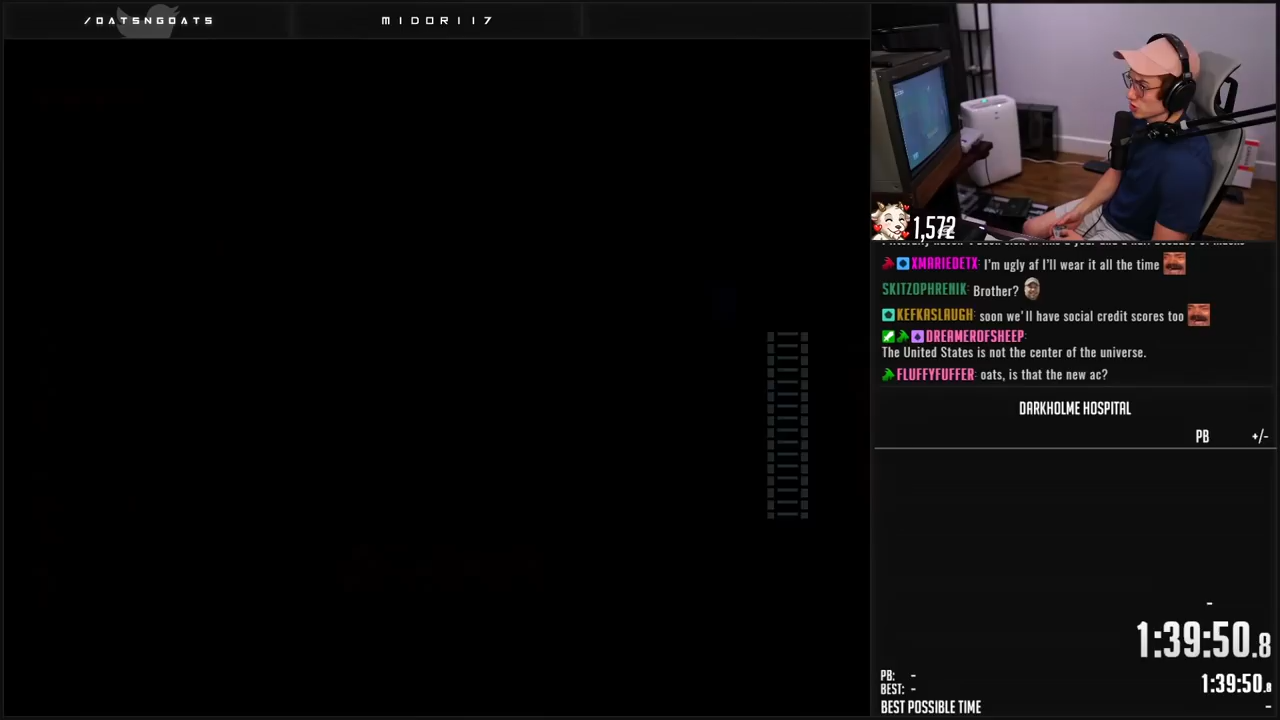 /OATSNGOATS
MIDORII7
1,572
XMARIEDETX: I'm ugly af I'll wear it all the time
SKITZOPHRENIK: Brother?
KEFKASLAUGH: soon we'll have social credit scores too
DREAMEROFSHEEP:
The United States is not the center of the universe.
FLUFFYFUFFER: oats, is that the new ac?
DARKHOLME HOSPITAL
PB +/-
-
1:39:50.8
PB: -
1:39:50.8
BEST: -
BEST POSSIBLE TIME -